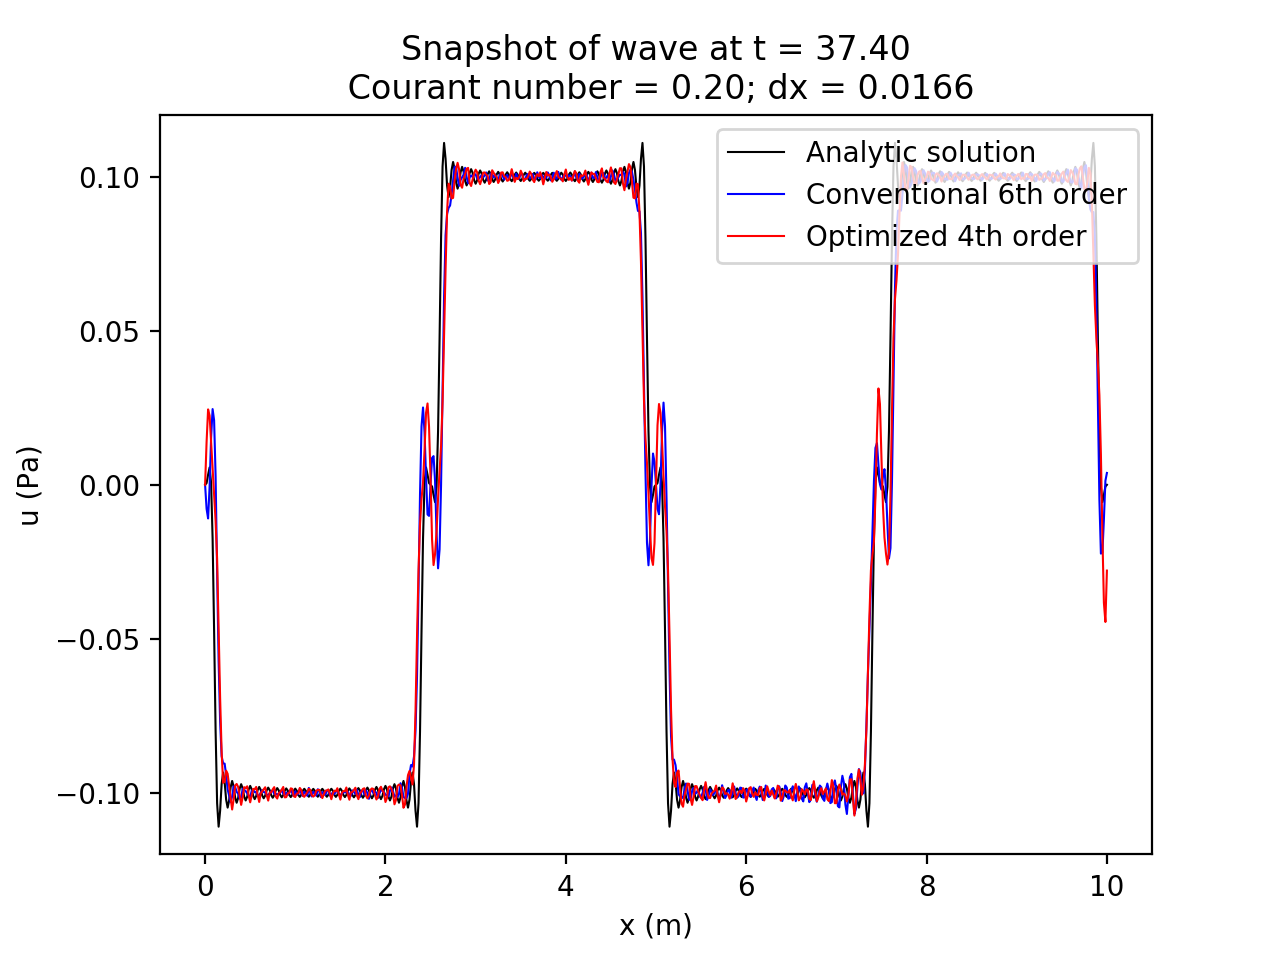 Snapshot of wave at t = 37.40
Courant number = 0.20; dx = 0.0166
Analytic solution
Conventional 6th order
Optimized 4th order
0.10
0.05
0.00
−0.05
−0.10
u (Pa)
0 2 4 6 8 10
x (m)